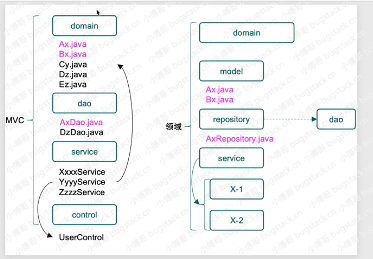 MVC
domain
Ax.java
Bx.java
Cy.java
Dz.java
Ez.java
dao
AxDao.java
DzDao.java
service
XxxxService
YyyyService
ZzzzService
control
UserControl
领域
domain
model
Ax.java
Bx.java
repository
dao
AxRepository.java
service
X-1
X-2